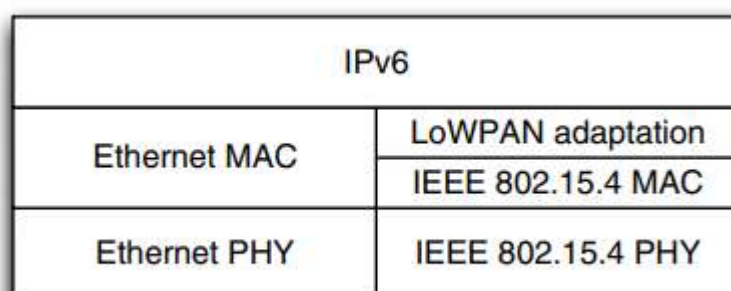 IPv6
Ethernet MAC
LoWPAN adaptation
IEEE 802.15.4 MAC
Ethernet PHY
IEEE 802.15.4 PHY